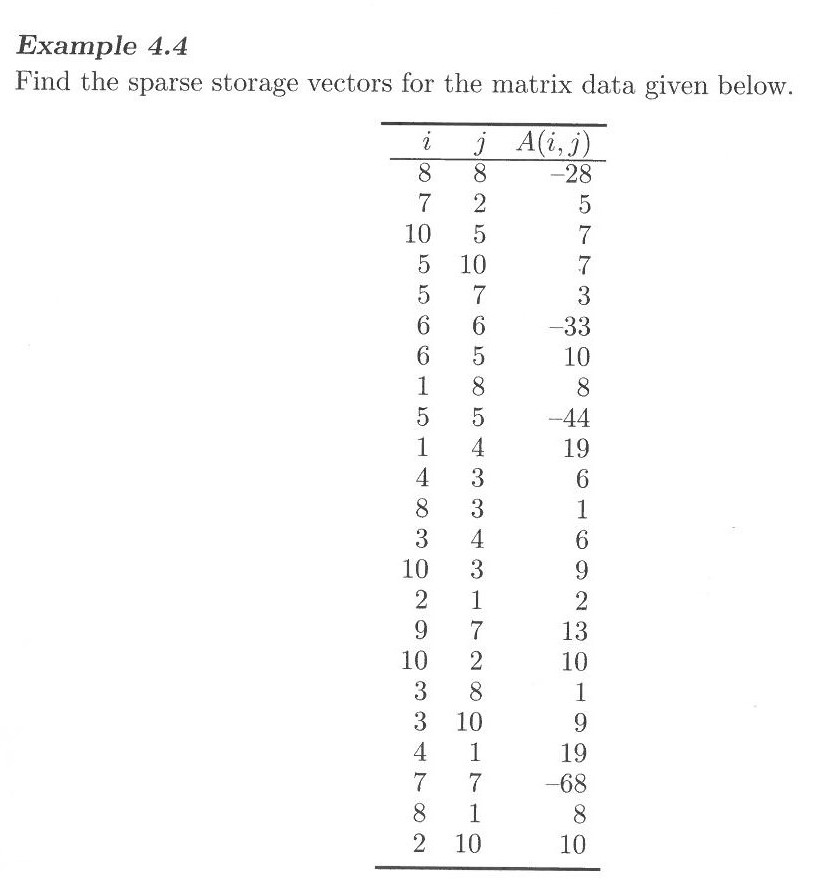 Example 4.4
Find the sparse storage vectors for the matrix data given below.
i j A(i, j)
8 8 –28
7 2 5
10 5 7
5 10 7
5 7 3
6 6 –33
6 5 10
1 8 8
5 5 –44
1 4 19
4 3 6
8 3 1
3 4 6
10 3 9
2 1 2
9 7 13
10 2 10
3 8 1
3 10 9
4 1 19
7 7 –68
8 1 8
2 10 10